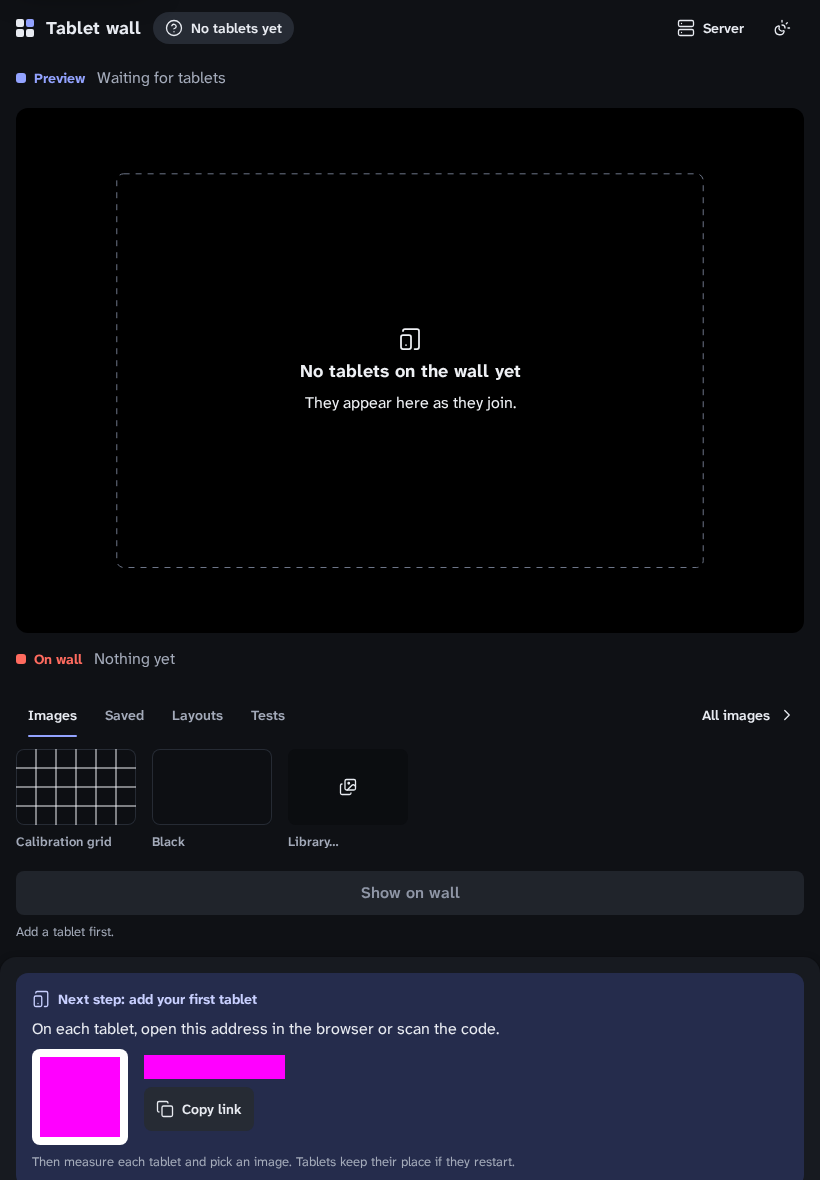 Tablet wall
No tablets yet
Server
Preview Waiting for tablets
No tablets on the wall yet
They appear here as they join.
On wall Nothing yet
Images Saved Layouts Tests
All images
Calibration grid
Black
Library...
Show on wall
Add a tablet first.
Next step: add your first tablet
On each tablet, open this address in the browser or scan the code.
Copy link
Then measure each tablet and pick an image. Tablets keep their place if they restart.